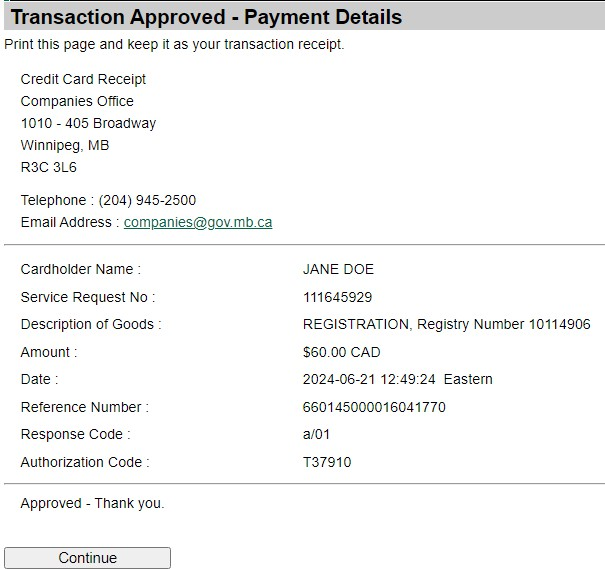 Transaction Approved - Payment Details
Print this page and keep it as your transaction receipt.
Credit Card Receipt
Companies Office
1010 - 405 Broadway
Winnipeg, MB
R3C 3L6
Telephone : (204) 945-2500
Email Address : companies@gov.mb.ca
Cardholder Name : JANE DOE
Service Request No : 111645929
Description of Goods : REGISTRATION, Registry Number 10114906
Amount : $60.00 CAD
Date : 2024-06-21 12:49:24 Eastern
Reference Number : 660145000016041770
Response Code : a/01
Authorization Code : T37910
Approved - Thank you.
Continue